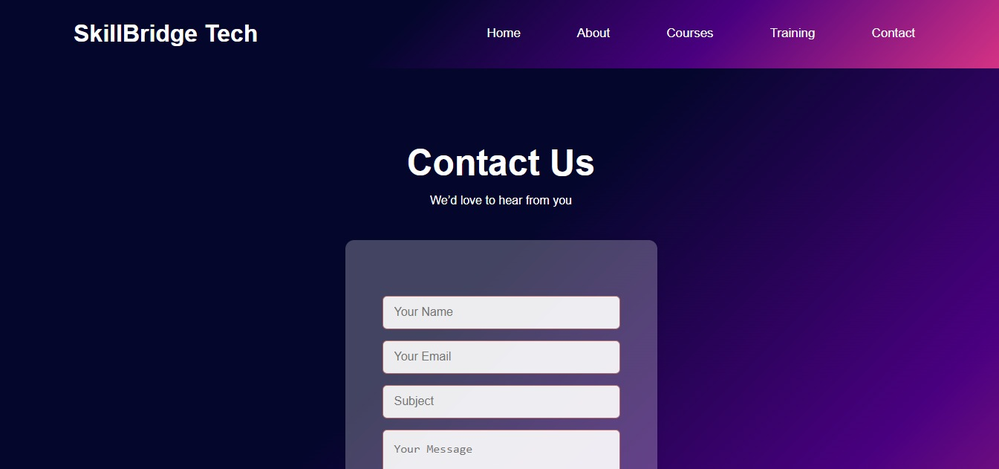 SkillBridge Tech
Home About Courses Training Contact
Contact Us
We’d love to hear from you
Your Name
Your Email
Subject
Your Message